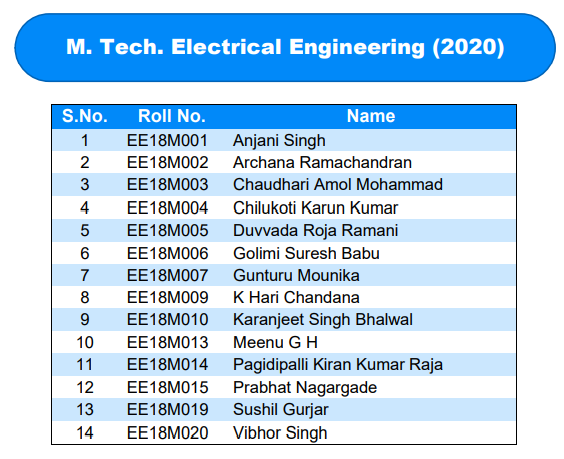 M. Tech. Electrical Engineering (2020)
S.No. Roll No. Name
1 EE18M001 Anjani Singh
2 EE18M002 Archana Ramachandran
3 EE18M003 Chaudhari Amol Mohammad
4 EE18M004 Chilukoti Karun Kumar
5 EE18M005 Duvvada Roja Ramani
6 EE18M006 Golimi Suresh Babu
7 EE18M007 Gunturu Mounika
8 EE18M009 K Hari Chandana
9 EE18M010 Karanjeet Singh Bhalwal
10 EE18M013 Meenu G H
11 EE18M014 Pagidipalli Kiran Kumar Raja
12 EE18M015 Prabhat Nagargade
13 EE18M019 Sushil Gurjar
14 EE18M020 Vibhor Singh